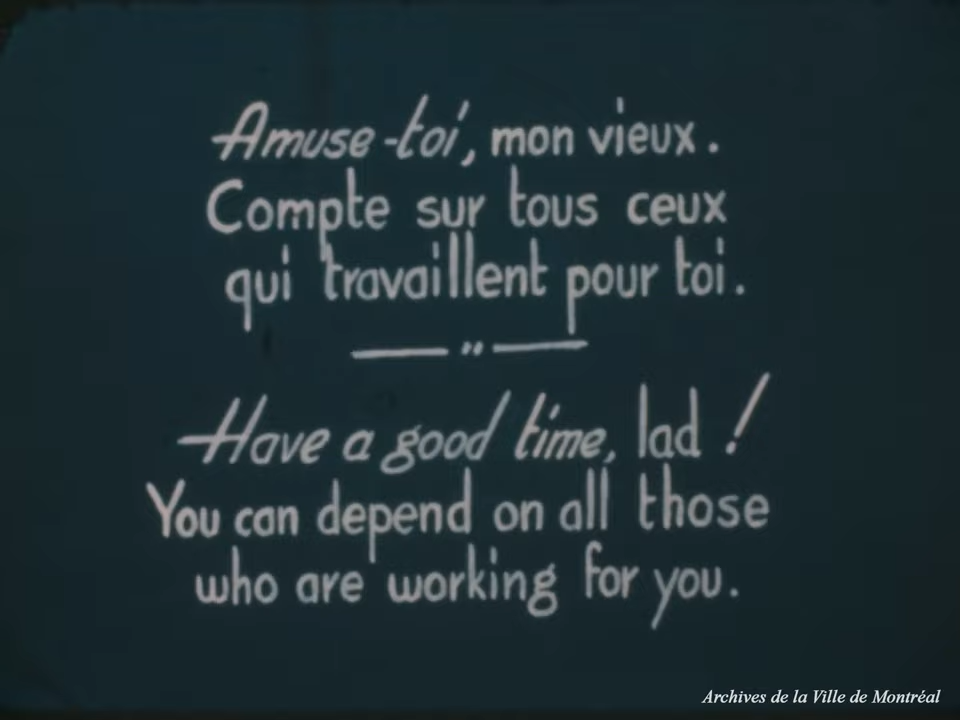 Amuse-toi, mon vieux.
Compte sur tous ceux
qui travaillent pour toi.
— „ —
Have a good time, lad !
You can depend on all those
who are working for you.
Archives de la Ville de Montréal